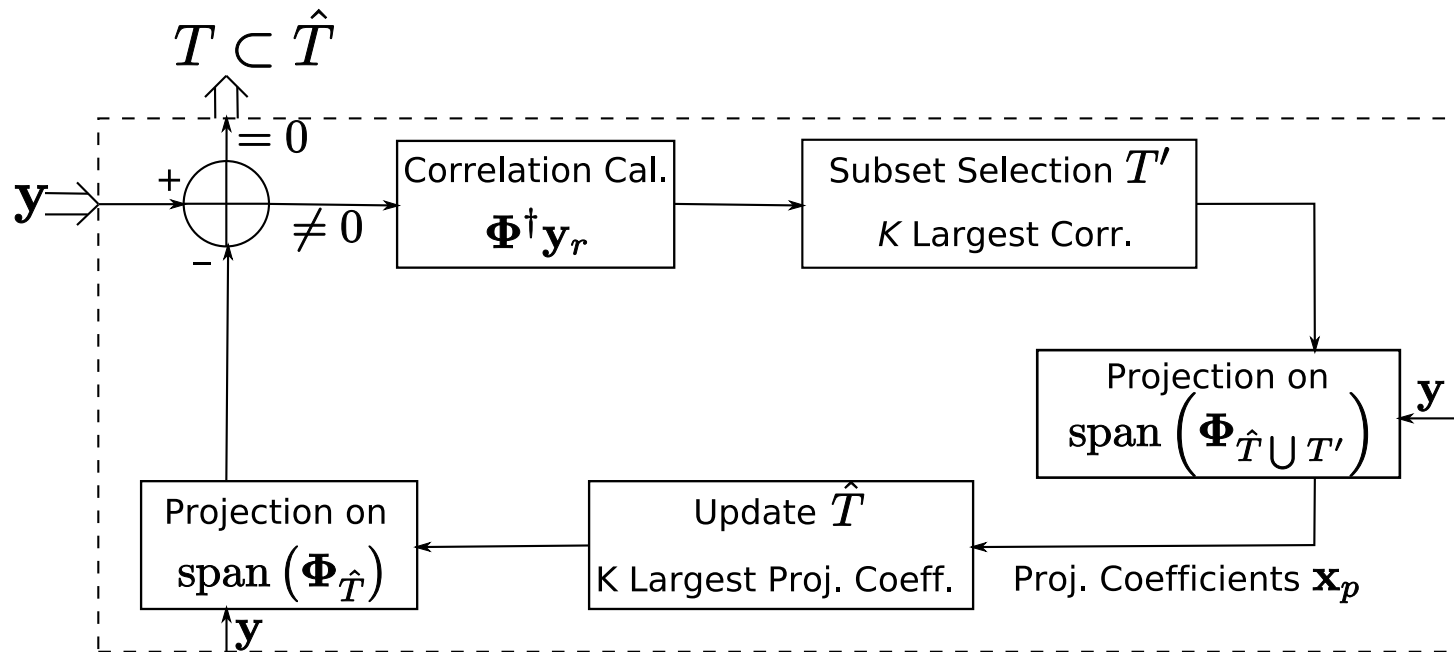 T ⊂ T̂
= 0
y
+
≠ 0
−
Correlation Cal.
Φ†y_r
Subset Selection T′
K Largest Corr.
Projection on
span (Φ_{T̂ ⋃ T′})
y
Proj. Coefficients x_p
Update T̂
K Largest Proj. Coeff.
Projection on
span (Φ_T̂)
y